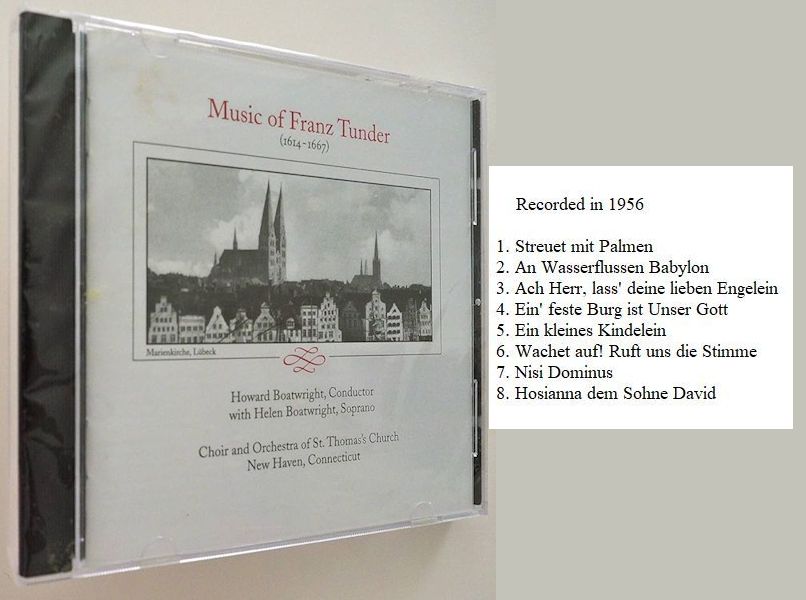 Music of Franz Tunder
(1614-1667)
Marienkirche, Lübeck
Howard Boatwright, Conductor
with Helen Boatwright, Soprano
Choir and Orchestra of St. Thomas's Church
New Haven, Connecticut
Recorded in 1956
1. Streuet mit Palmen
2. An Wasserflussen Babylon
3. Ach Herr, lass' deine lieben Engelein
4. Ein' feste Burg ist Unser Gott
5. Ein kleines Kindelein
6. Wachet auf! Ruft uns die Stimme
7. Nisi Dominus
8. Hosianna dem Sohne David